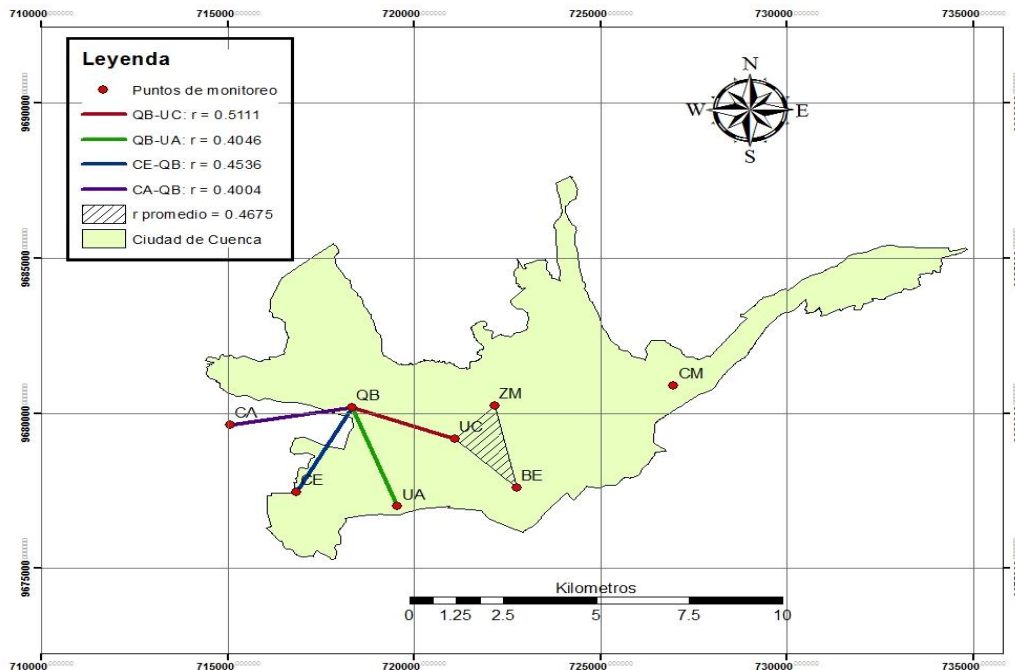 710000 715000 720000 725000 730000 735000
Leyenda
Puntos de monitoreo
QB-UC: r = 0.5111
QB-UA: r = 0.4046
CE-QB: r = 0.4536
CA-QB: r = 0.4004
r promedio = 0.4675
Ciudad de Cuenca
N
W E
S
9690000
9685000
9680000
9675000
CM
QB
ZM
CA
UC
CE
BE
UA
Kilometros
0 1.25 2.5 5 7.5 10
710000 715000 720000 725000 730000 735000